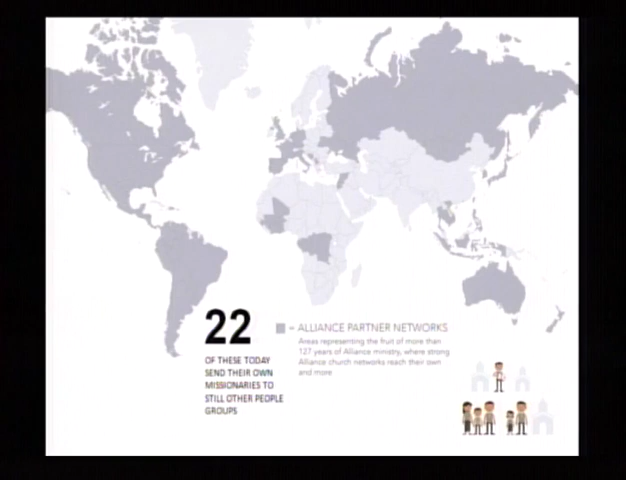 22
OF THESE TODAY
SEND THEIR OWN
MISSIONARIES TO
STILL OTHER PEOPLE
GROUPS
= ALLIANCE PARTNER NETWORKS
Areas representing the fruit of more than
127 years of Alliance ministry, where strong
Alliance church networks reach their own
and more